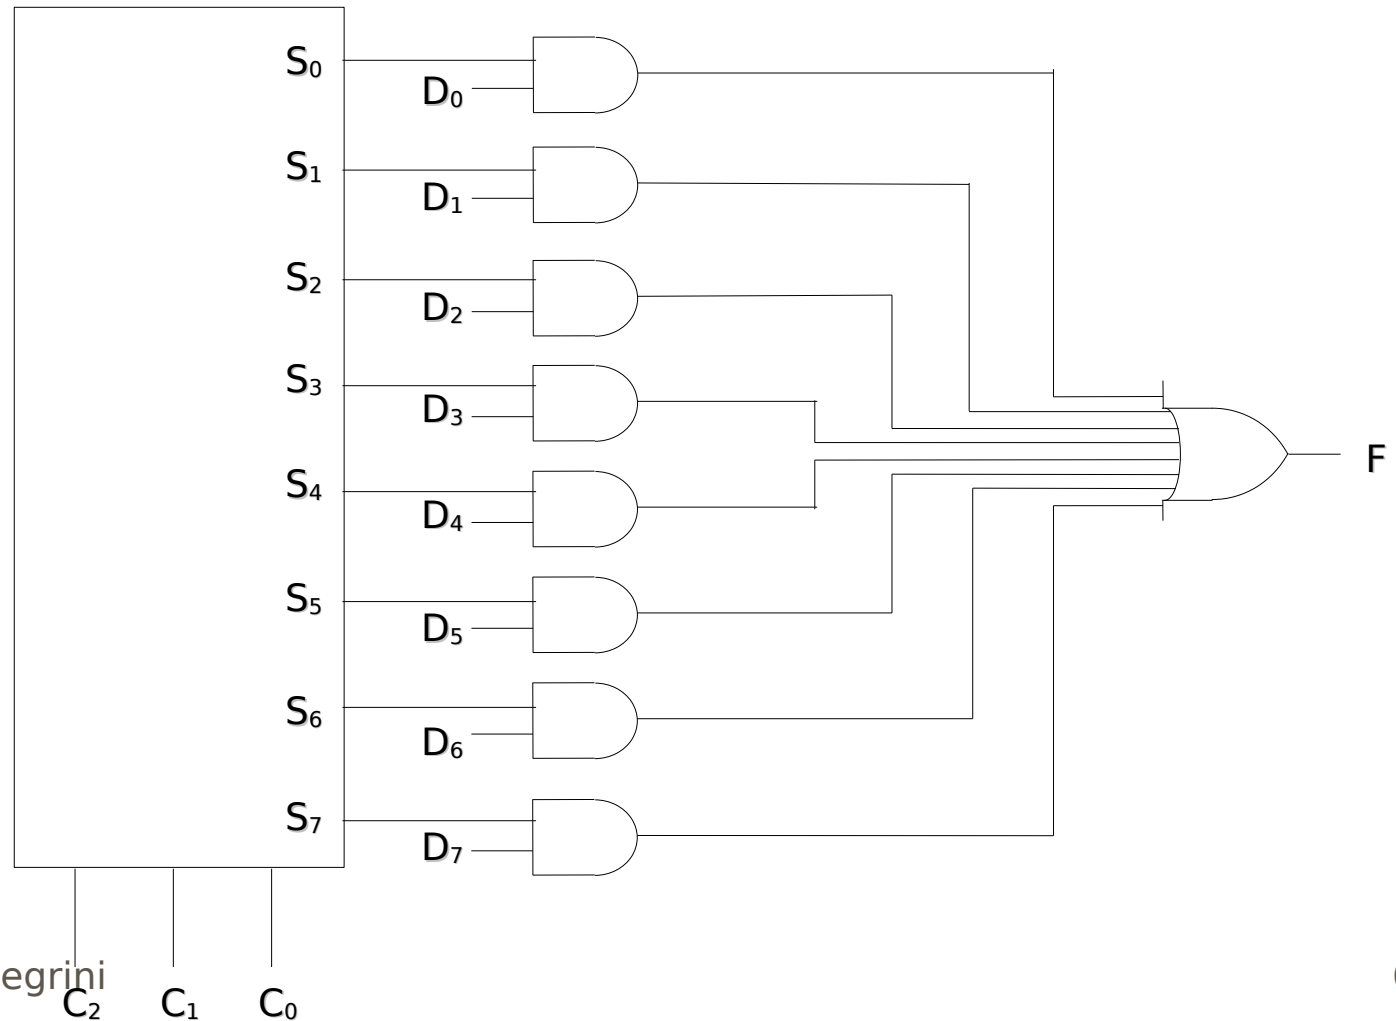 S₀
D₀
S₁
D₁
S₂
D₂
S₃
D₃
F
S₄
D₄
S₅
D₅
S₆
D₆
S₇
D₇
egrini
C₂ C₁ C₀